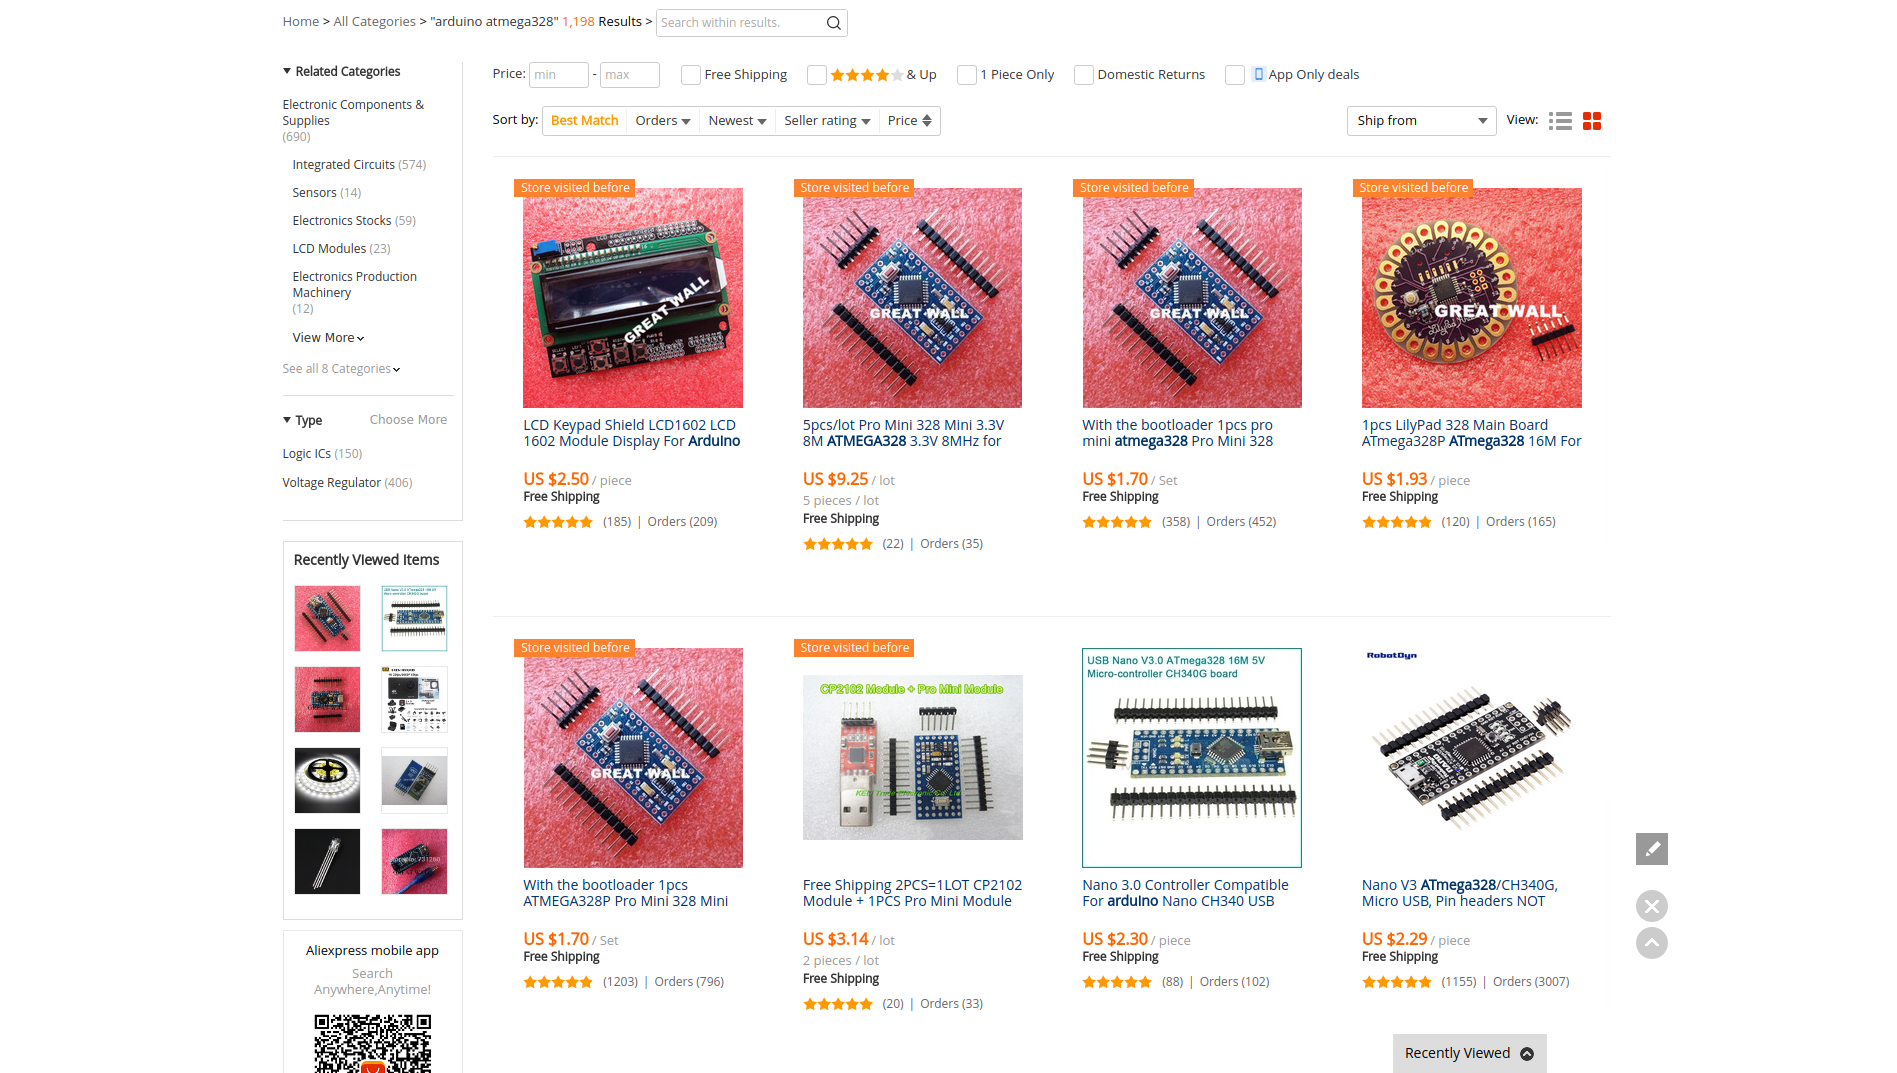 Home > All Categories > "arduino atmega328" 1,198 Results > Search within results.
Related Categories
Electronic Components &
Supplies
(690)
Integrated Circuits (574)
Sensors (14)
Electronics Stocks (59)
LCD Modules (23)
Electronics Production
Machinery
(12)
View More
See all 8 Categories
Type Choose More
Logic ICs (150)
Voltage Regulator (406)
Recently Viewed Items
Aliexpress mobile app
Search
Anywhere,Anytime!
Price: min - max Free Shipping & Up 1 Piece Only Domestic Returns App Only deals
Sort by: Best Match Orders Newest Seller rating Price Ship from View:
Store visited before
GREAT WALL
LCD Keypad Shield LCD1602 LCD
1602 Module Display For Arduino
US $2.50 / piece
Free Shipping
(185) | Orders (209)
Store visited before
GREAT WALL
5pcs/lot Pro Mini 328 Mini 3.3V
8M ATMEGA328 3.3V 8MHz for
US $9.25 / lot
5 pieces / lot
Free Shipping
(22) | Orders (35)
Store visited before
GREAT WALL
With the bootloader 1pcs pro
mini atmega328 Pro Mini 328
US $1.70 / Set
Free Shipping
(358) | Orders (452)
Store visited before
GREAT WALL
1pcs LilyPad 328 Main Board
ATmega328P ATmega328 16M For
US $1.93 / piece
Free Shipping
(120) | Orders (165)
Store visited before
GREAT WALL
With the bootloader 1pcs
ATMEGA328P Pro Mini 328 Mini
US $1.70 / Set
Free Shipping
(1203) | Orders (796)
Store visited before
CP2102 Module + Pro Mini Module
Free Shipping 2PCS=1LOT CP2102
Module + 1PCS Pro Mini Module
US $3.14 / lot
2 pieces / lot
Free Shipping
(20) | Orders (33)
USB Nano V3.0 ATmega328 16M 5V
Micro-controller CH340G board
Nano 3.0 Controller Compatible
For arduino Nano CH340 USB
US $2.30 / piece
Free Shipping
(88) | Orders (102)
RobotDyn
Nano V3 ATmega328/CH340G,
Micro USB, Pin headers NOT
US $2.29 / piece
Free Shipping
(1155) | Orders (3007)
Recently Viewed